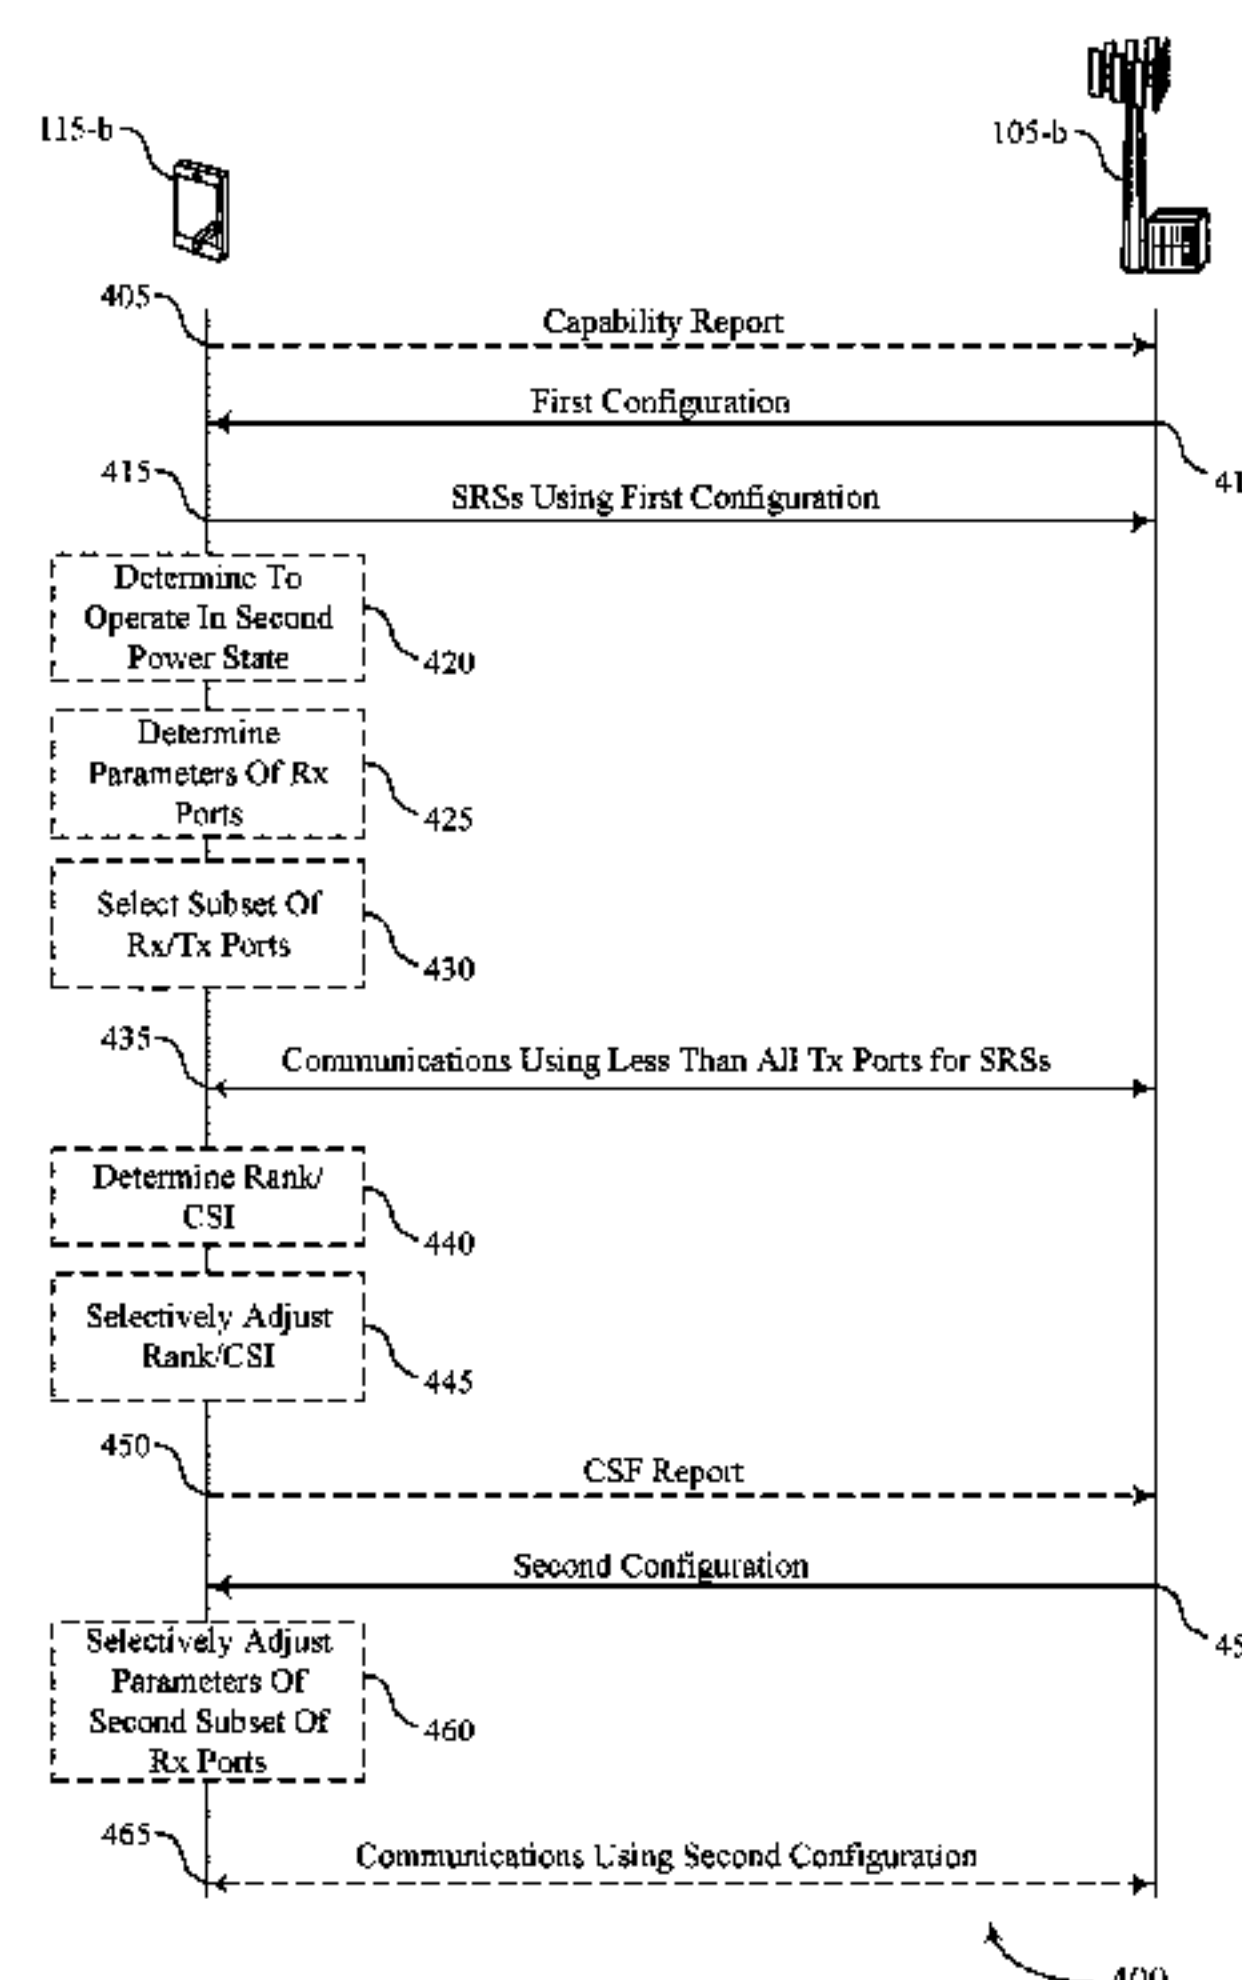 115-b
105-b
405
Capability Report
First Configuration
41
415
SRSs Using First Configuration
Determine To
Operate In Second
Power State
420
Determine
Parameters Of Rx
Ports
425
Select Subset Of
Rx/Tx Ports
430
435
Communications Using Less Than All Tx Ports for SRSs
Determine Rank/
CSI
440
Selectively Adjust
Rank/CSI
445
450
CSF Report
Second Configuration
45
Selectively Adjust
Parameters Of
Second Subset Of
Rx Ports
460
465
Communications Using Second Configuration
400